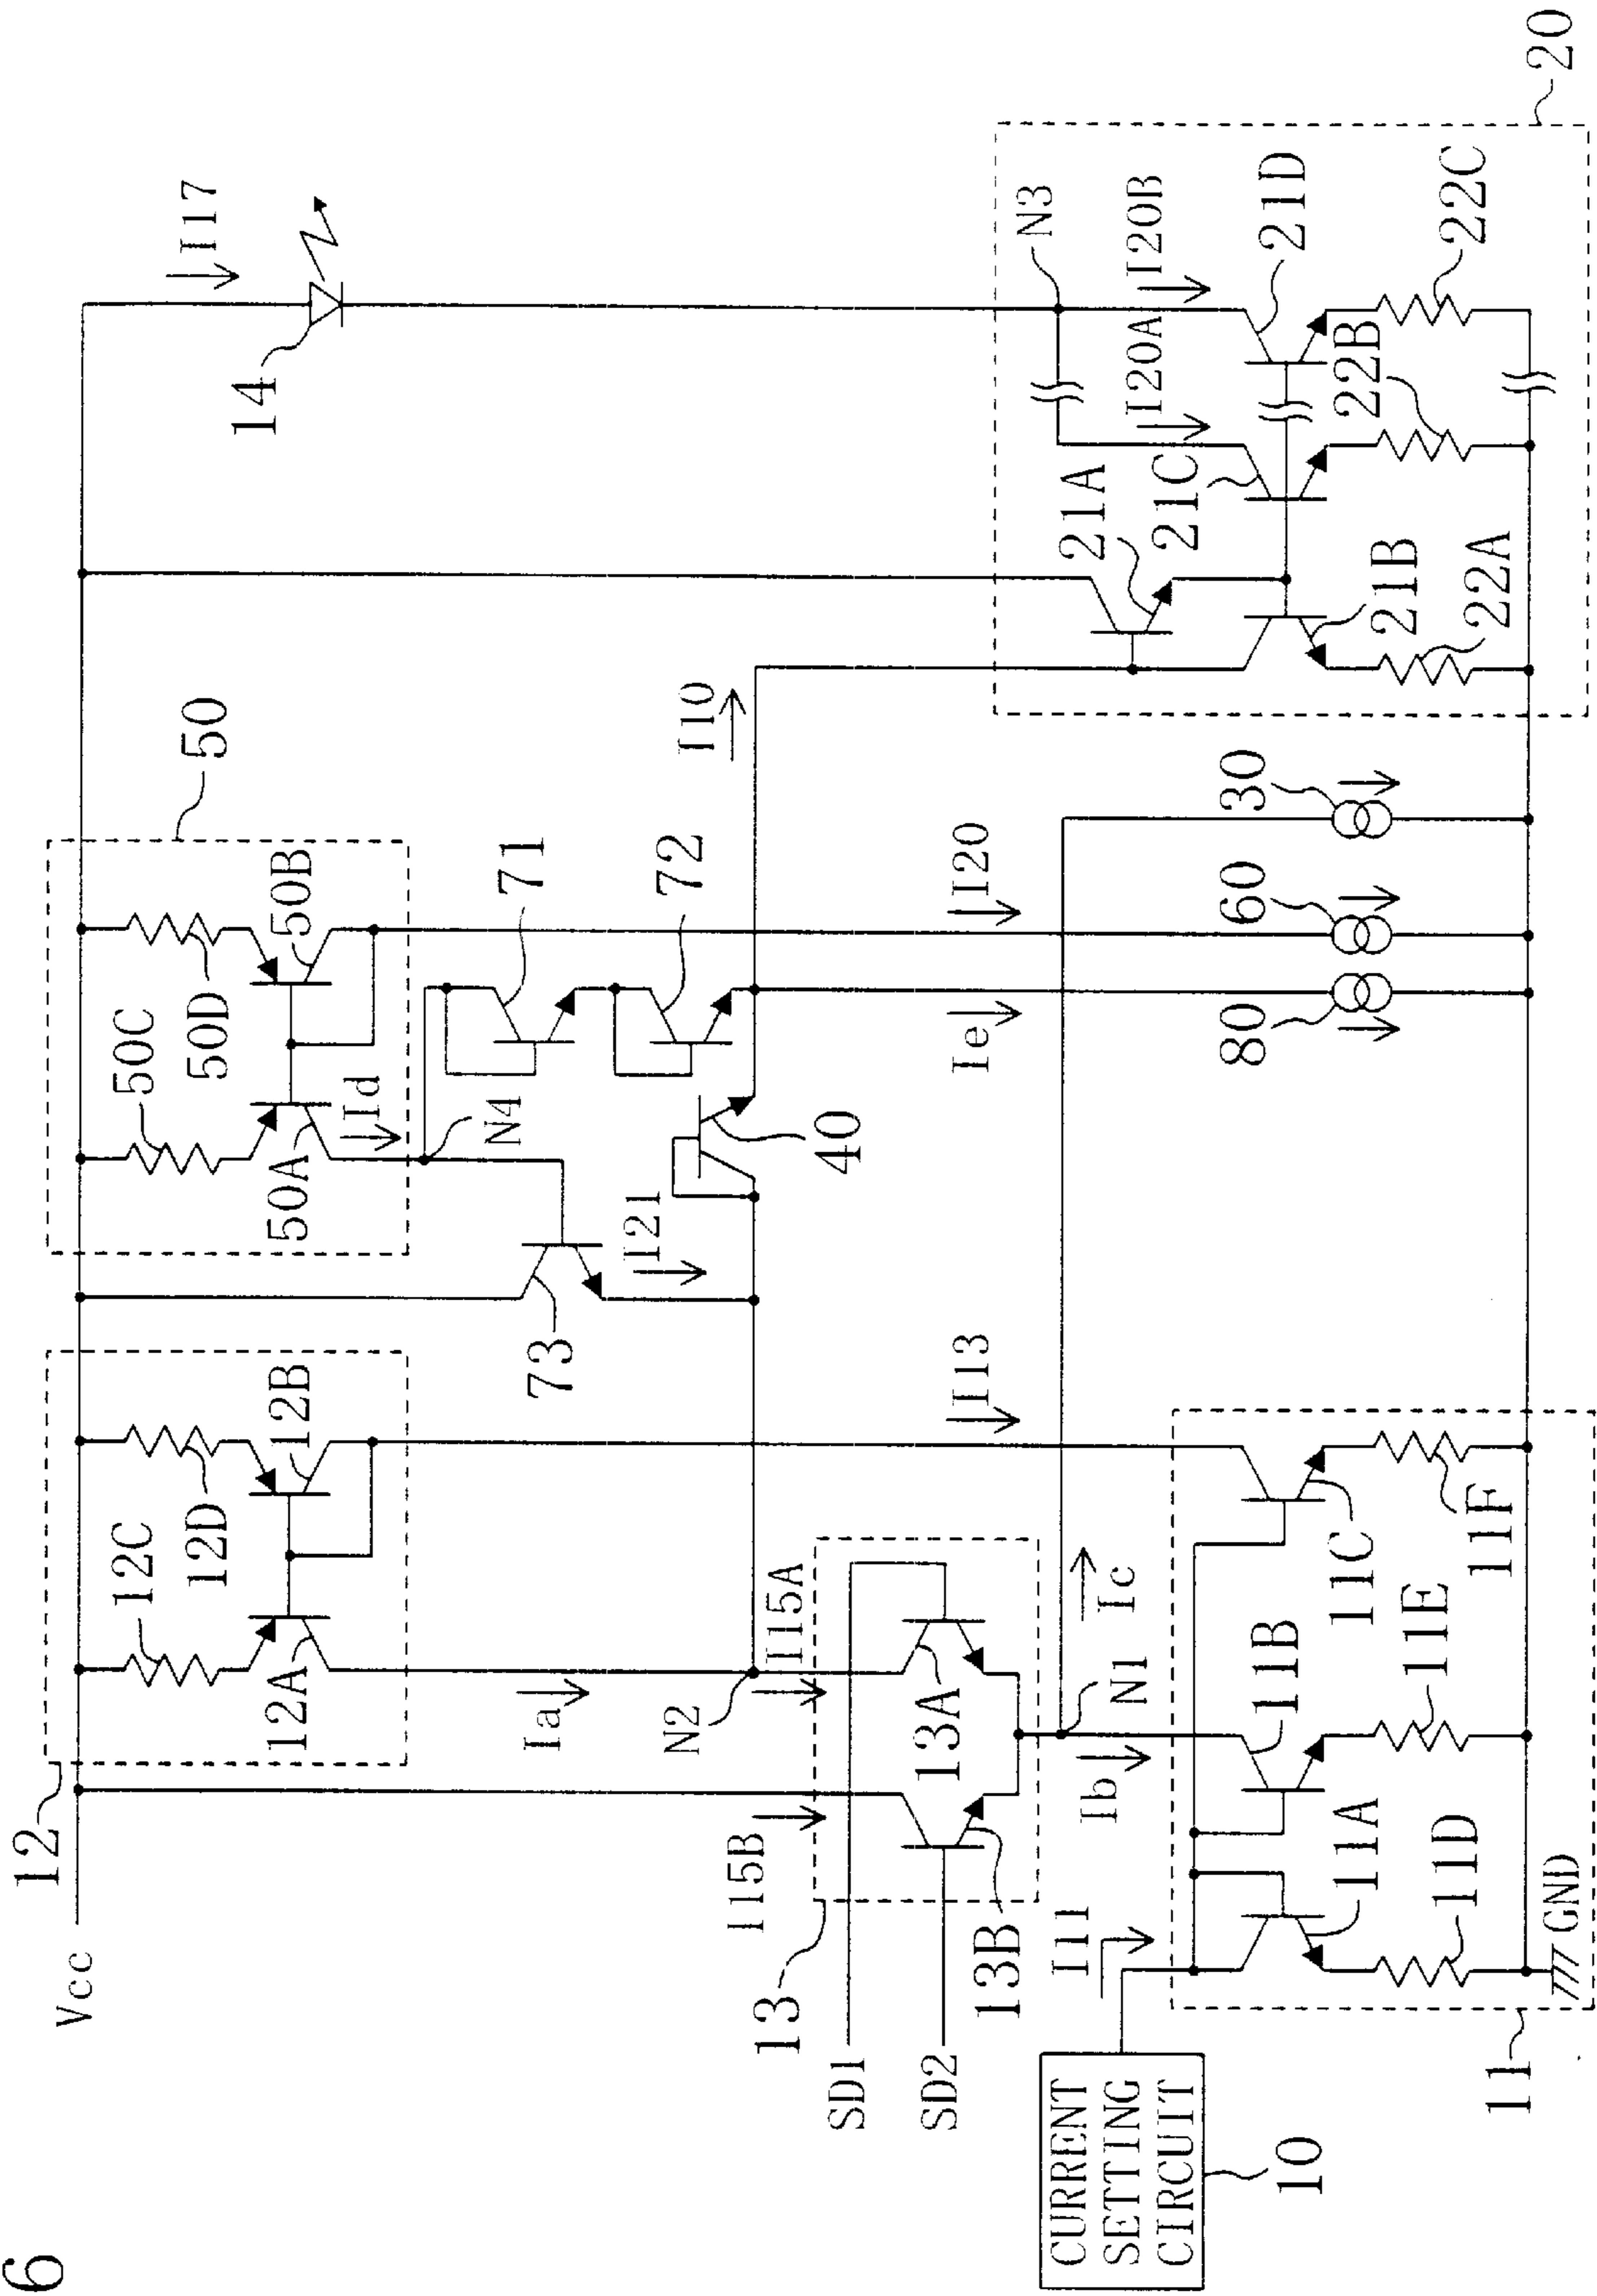 6
Vcc
12
12C
12D
12A
12B
50
50C
50D
50A
50B
Id
N4
71
72
73
I21
40
I10
14
I17
Ia
N2
I15A
I15B
13
13A
13B
SD1
SD2
I13
N1
Ib
Ic
Ie
I20
80
60
30
CURRENT
SETTING
CIRCUIT
10
I11
11
11A
11B
11C
11D
11E
11F
GND
20
N3
I20A
I20B
21A
21B
21C
21D
22A
22B
22C